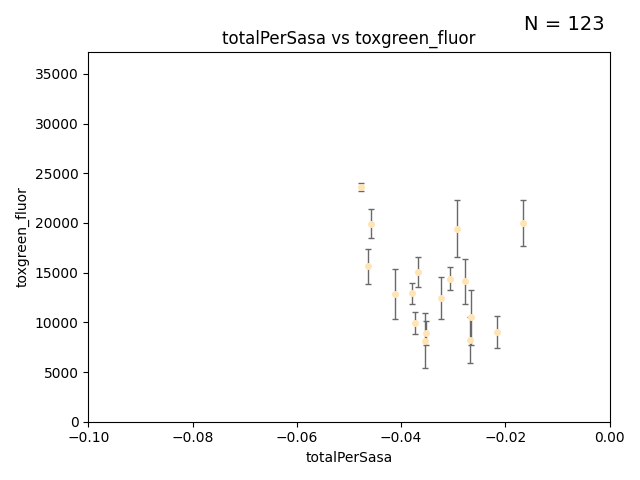 N = 123
totalPerSasa vs toxgreen_fluor
35000
30000
25000
20000
15000
10000
5000
0
toxgreen_fluor
−0.10 −0.08 −0.06 −0.04 −0.02 0.00
totalPerSasa